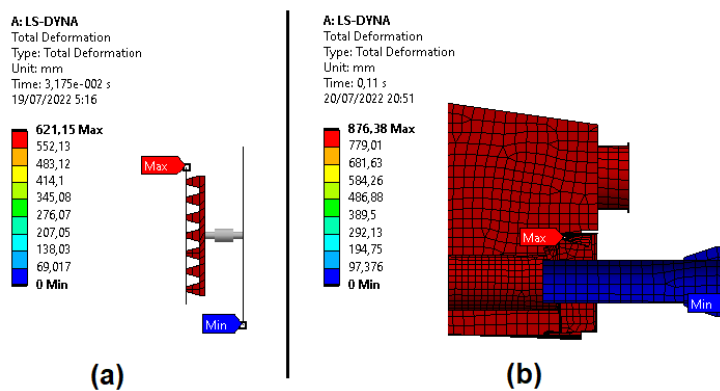 A: LS-DYNA
Total Deformation
Type: Total Deformation
Unit: mm
Time: 3,175e-002 s
19/07/2022 5:16
621,15 Max
552,13
483,12
414,1
345,08
276,07
207,05
138,03
69,017
0 Min
Max
Min
(a)
A: LS-DYNA
Total Deformation
Type: Total Deformation
Unit: mm
Time: 0,11 s
20/07/2022 20:51
876,38 Max
779,01
681,63
584,26
486,88
389,5
292,13
194,75
97,376
0 Min
Max
Min
(b)